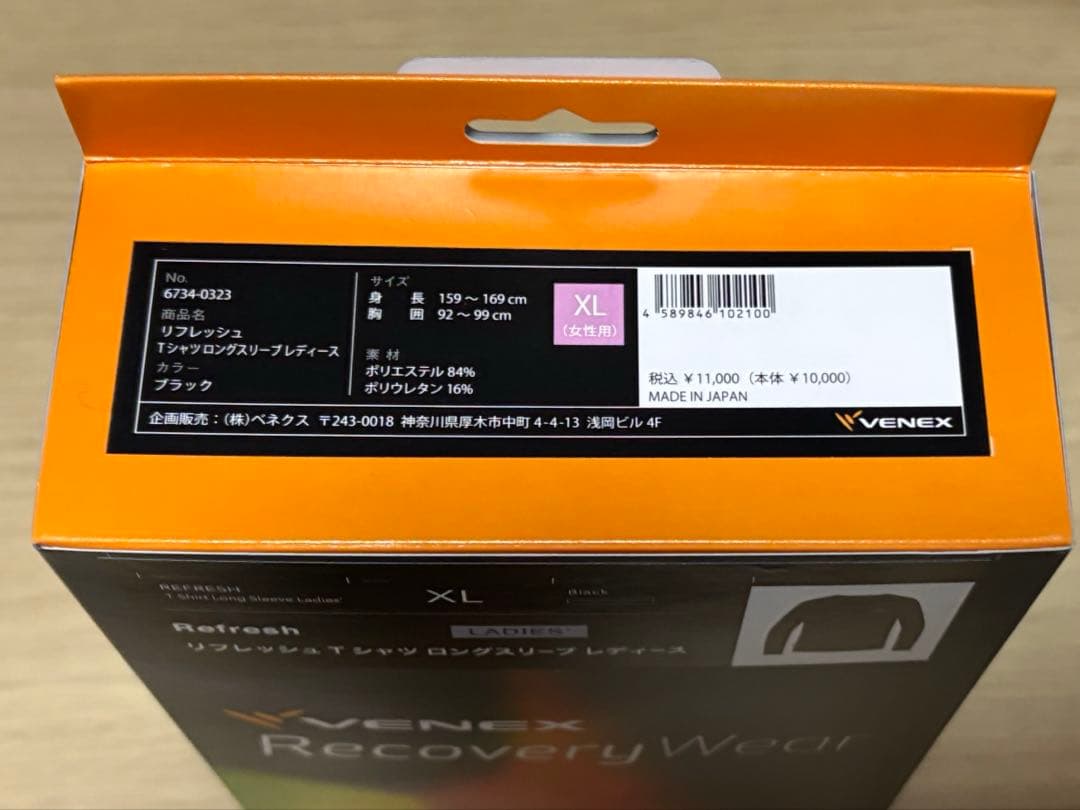 No.
6734-0323
商品名
リフレッシュ
Tシャツロングスリーブレディース
カラー
ブラック
サイズ
身 長 159～169cm
胸 囲 92～99cm
素 材
ポリエステル 84%
ポリウレタン 16%
XL
(女性用)
4 589846 102100
税込 ￥11,000（本体 ￥10,000）
MADE IN JAPAN
企画販売：(株)ベネクス 〒243-0018 神奈川県厚木市中町 4-4-13 浅岡ビル 4F
VENEX
REFRESH
T Shirt Long Sleeve Ladies'
XL
Black
Refresh
LADIES'
リフレッシュ Tシャツ ロングスリーブ レディース
VENEX
Recovery Wear